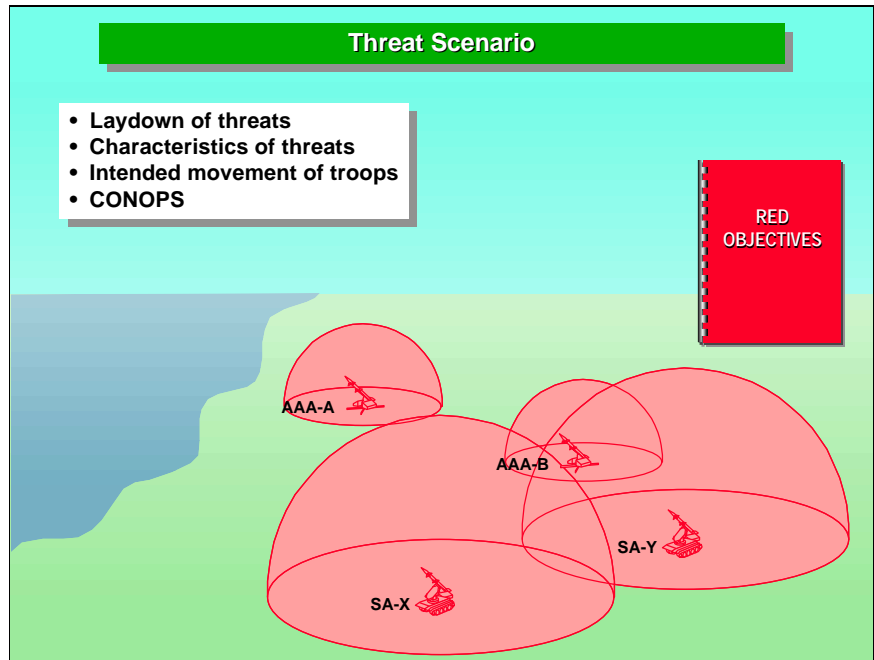 Threat Scenario
• Laydown of threats
• Characteristics of threats
• Intended movement of troops
• CONOPS
RED
OBJECTIVES
AAA-A
AAA-B
SA-Y
SA-X